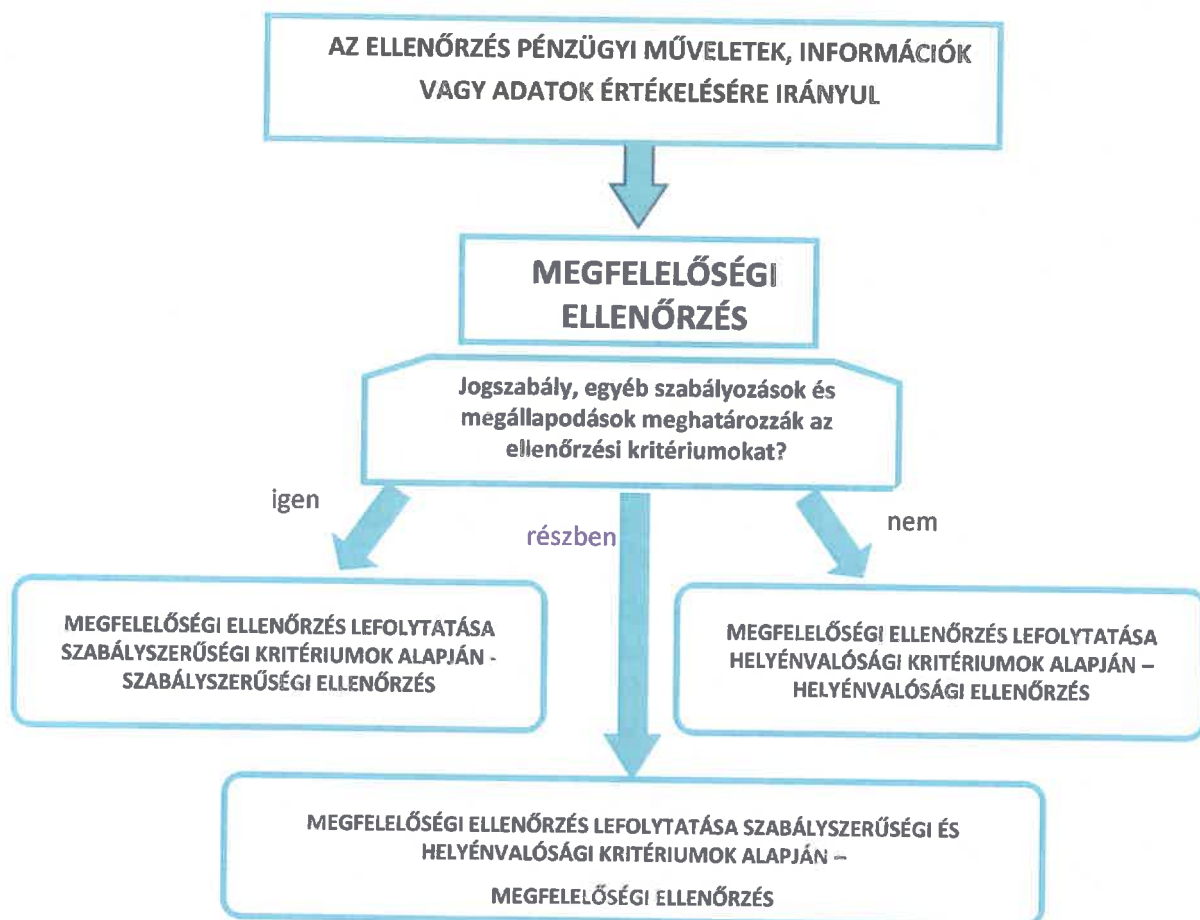 AZ ELLENŐRZÉS PÉNZÜGYI MŰVELETEK, INFORMÁCIÓK
VAGY ADATOK ÉRTÉKELÉSÉRE IRÁNYUL
MEGFELELŐSÉGI
ELLENŐRZÉS
Jogszabály, egyéb szabályozások és
megállapodások meghatározzák az
ellenőrzési kritériumokat?
igen
részben
nem
MEGFELELŐSÉGI ELLENŐRZÉS LEFOLYTATÁSA
SZABÁLYSZERŰSÉGI KRITÉRIUMOK ALAPJÁN -
SZABÁLYSZERŰSÉGI ELLENŐRZÉS
MEGFELELŐSÉGI ELLENŐRZÉS LEFOLYTATÁSA
HELYÉNVALÓSÁGI KRITÉRIUMOK ALAPJÁN –
HELYÉNVALÓSÁGI ELLENŐRZÉS
MEGFELELŐSÉGI ELLENŐRZÉS LEFOLYTATÁSA SZABÁLYSZERŰSÉGI ÉS
HELYÉNVALÓSÁGI KRITÉRIUMOK ALAPJÁN –
MEGFELELŐSÉGI ELLENŐRZÉS